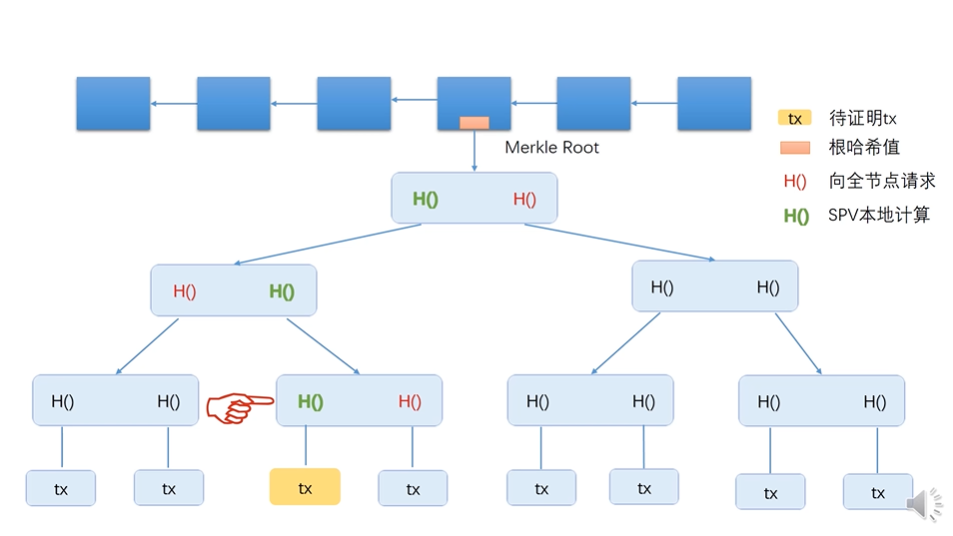 Merkle Root
tx 待证明tx
根哈希值
H() 向全节点请求
H() SPV本地计算
H() H()
H() H() H() H()
H() H() H() H() H() H() H() H()
tx tx tx tx tx tx tx tx